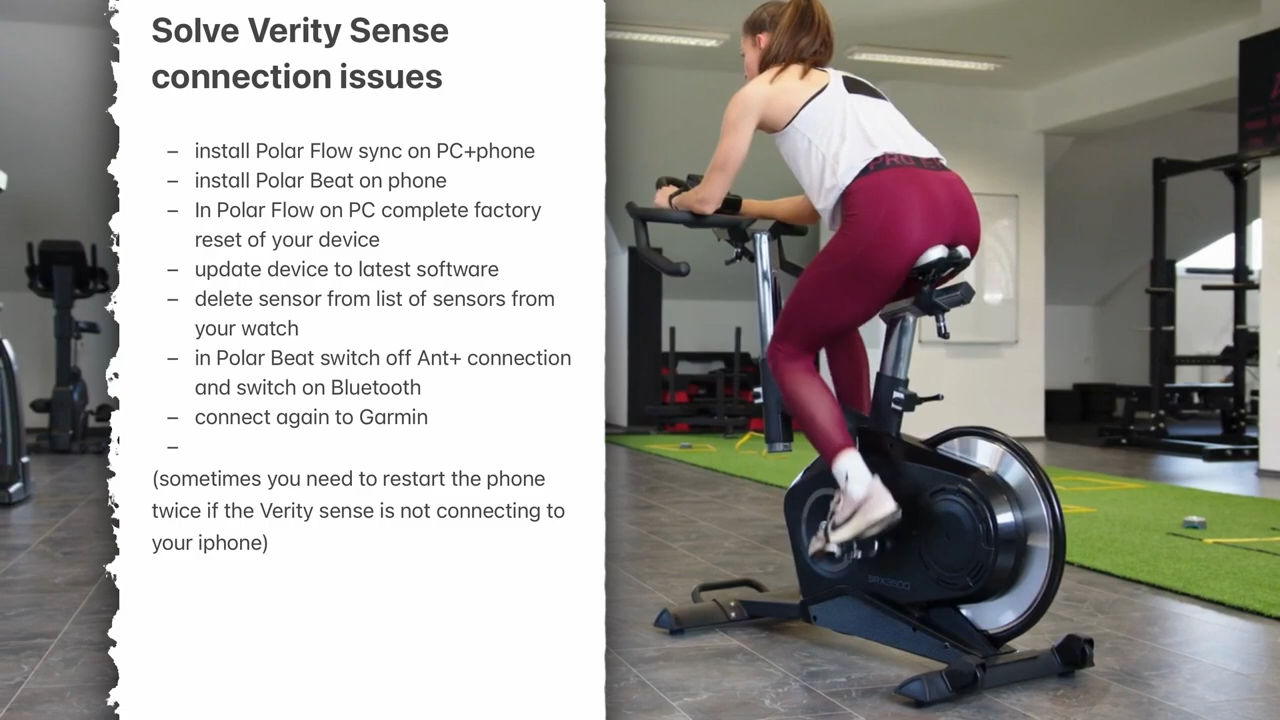 Solve Verity Sense
connection issues
– install Polar Flow sync on PC+phone
– install Polar Beat on phone
– In Polar Flow on PC complete factory
reset of your device
– update device to latest software
– delete sensor from list of sensors from
your watch
– in Polar Beat switch off Ant+ connection
and switch on Bluetooth
– connect again to Garmin
–
(sometimes you need to restart the phone
twice if the Verity sense is not connecting to
your iphone)